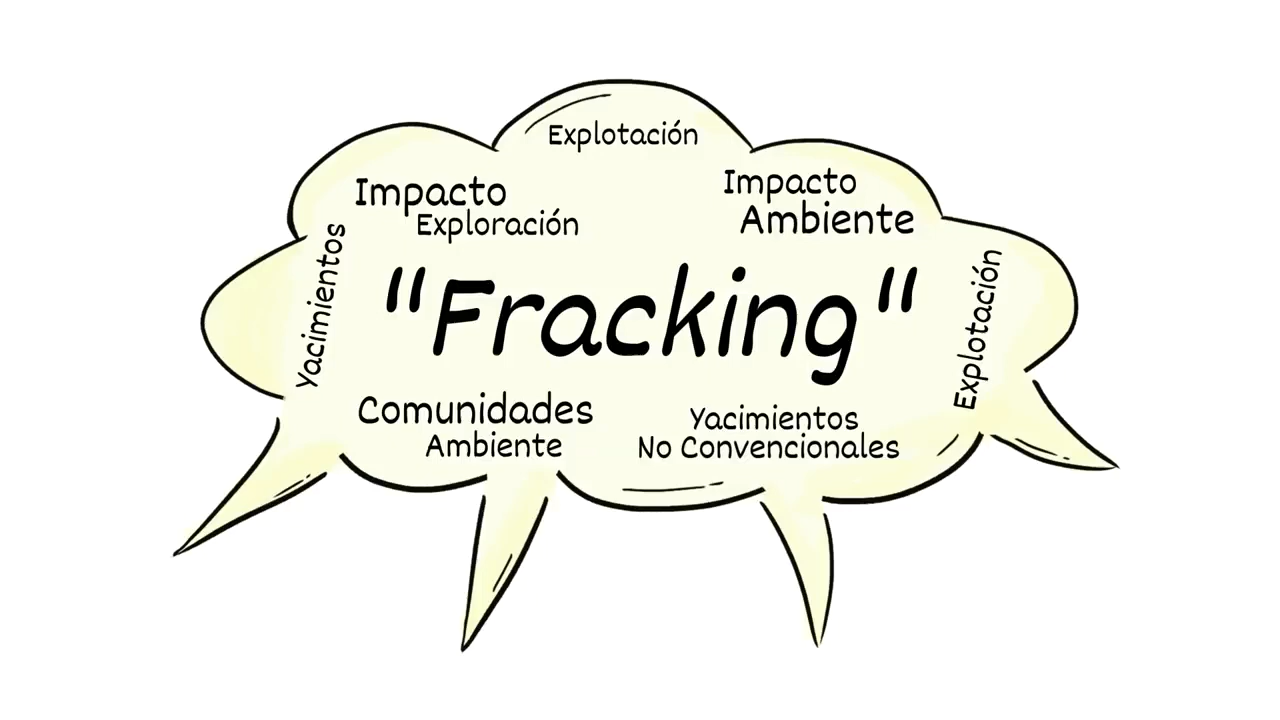 Explotación
Impacto
Exploración
Impacto
Ambiente
Yacimientos
"Fracking"
Explotación
Comunidades
Ambiente
Yacimientos
No Convencionales